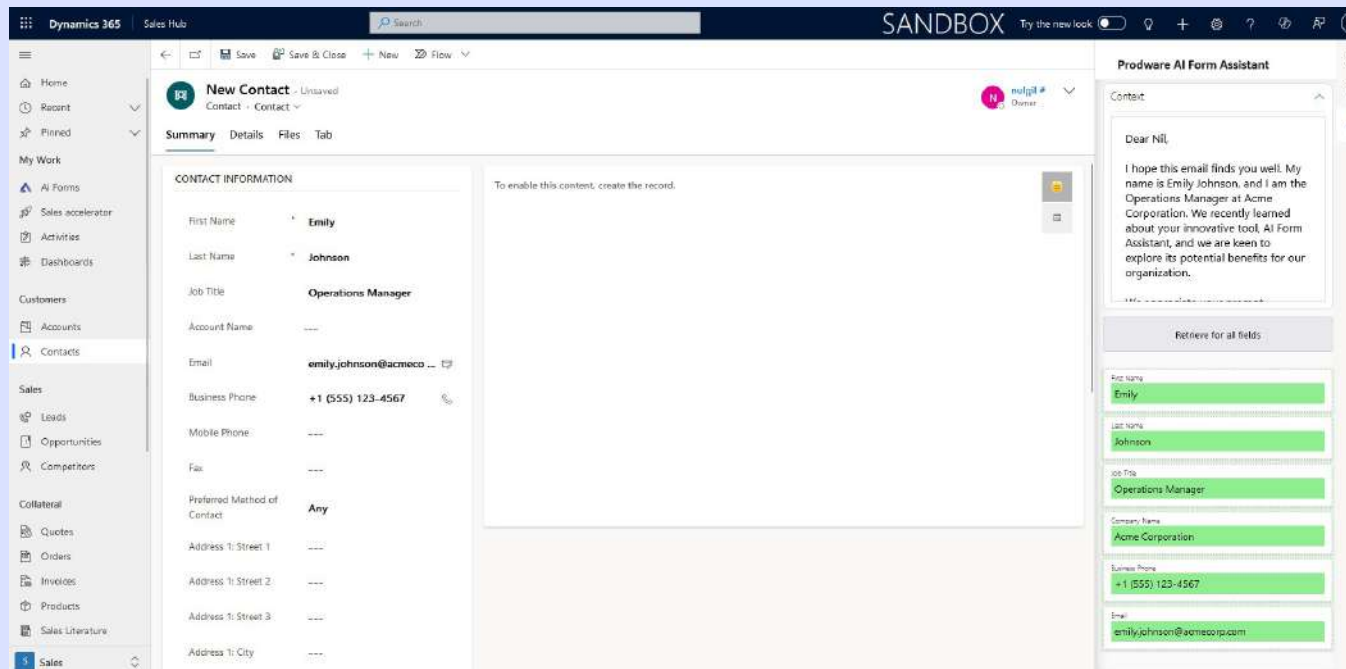 Dynamics 365
Sales Hub
Search
SANDBOX
Try the new look
Save
Save & Close
New
Flow
Home
Recent
Pinned
My Work
AI Forms
Sales accelerator
Activities
Dashboards
Customers
Accounts
Contacts
Sales
Leads
Opportunities
Competitors
Collateral
Quotes
Orders
Invoices
Products
Sales Literature
S Sales
New Contact - Unsaved
Contact · Contact
N
Owner
Summary Details Files Tab
CONTACT INFORMATION
First Name * Emily
Last Name * Johnson
Job Title Operations Manager
Account Name ---
Email emily.johnson@acmeco ...
Business Phone +1 (555) 123-4567
Mobile Phone ---
Fax ---
Preferred Method of
Contact
Any
Address 1: Street 1 ---
Address 1: Street 2 ---
Address 1: Street 3 ---
Address 1: City ---
To enable this content, create the record.
Prodware AI Form Assistant
Context
Dear Nil,
I hope this email finds you well. My
name is Emily Johnson, and I am the
Operations Manager at Acme
Corporation. We recently learned
about your innovative tool, AI Form
Assistant, and we are keen to
explore its potential benefits for our
organization.
Retrieve for all fields
First Name
Emily
Last Name
Johnson
Job Title
Operations Manager
Company Name
Acme Corporation
Business Phone
+1 (555) 123-4567
Email
emily.johnson@acmecorp.com